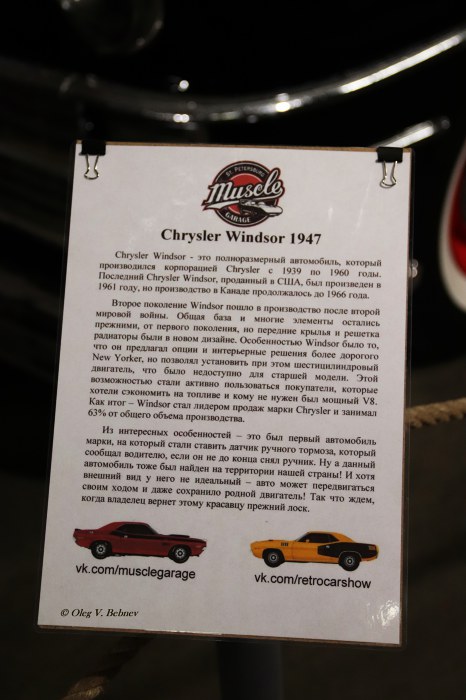 ST. PETERSBURG
Muscle
GARAGE
Chrysler Windsor 1947
Chrysler Windsor - это полноразмерный автомобиль, который
производился корпорацией Chrysler с 1939 по 1960 годы.
Последний Chrysler Windsor, проданный в США, был произведен в
1961 году, но производство в Канаде продолжалось до 1966 года.
Второе поколение Windsor пошло в производство после второй
мировой войны. Общая база и многие элементы остались
прежними, от первого поколения, но передние крылья и решетка
радиаторы были в новом дизайне. Особенностью Windsor было то,
что он предлагал опции и интерьерные решения более дорогого
New Yorker, но позволял установить при этом шестицилиндровый
двигатель, что было недоступно для старшей модели. Этой
возможностью стали активно пользоваться покупатели, которые
хотели сэкономить на топливе и кому не нужен был мощный V8.
Как итог – Windsor стал лидером продаж марки Chrysler и занимал
63% от общего объема производства.
Из интересных особенностей – это был первый автомобиль
марки, на который стали ставить датчик ручного тормоза, который
сообщал водителю, если он не до конца снял ручник. Ну а данный
автомобиль тоже был найден на территории нашей страны! И хотя
внешний вид у него не идеальный – авто может передвигаться
своим ходом и даже сохранило родной двигатель! Так что ждем,
когда владелец вернет этому красавцу прежний лоск.
vk.com/musclegarage
vk.com/retrocarshow
© Oleg V. Bebnev